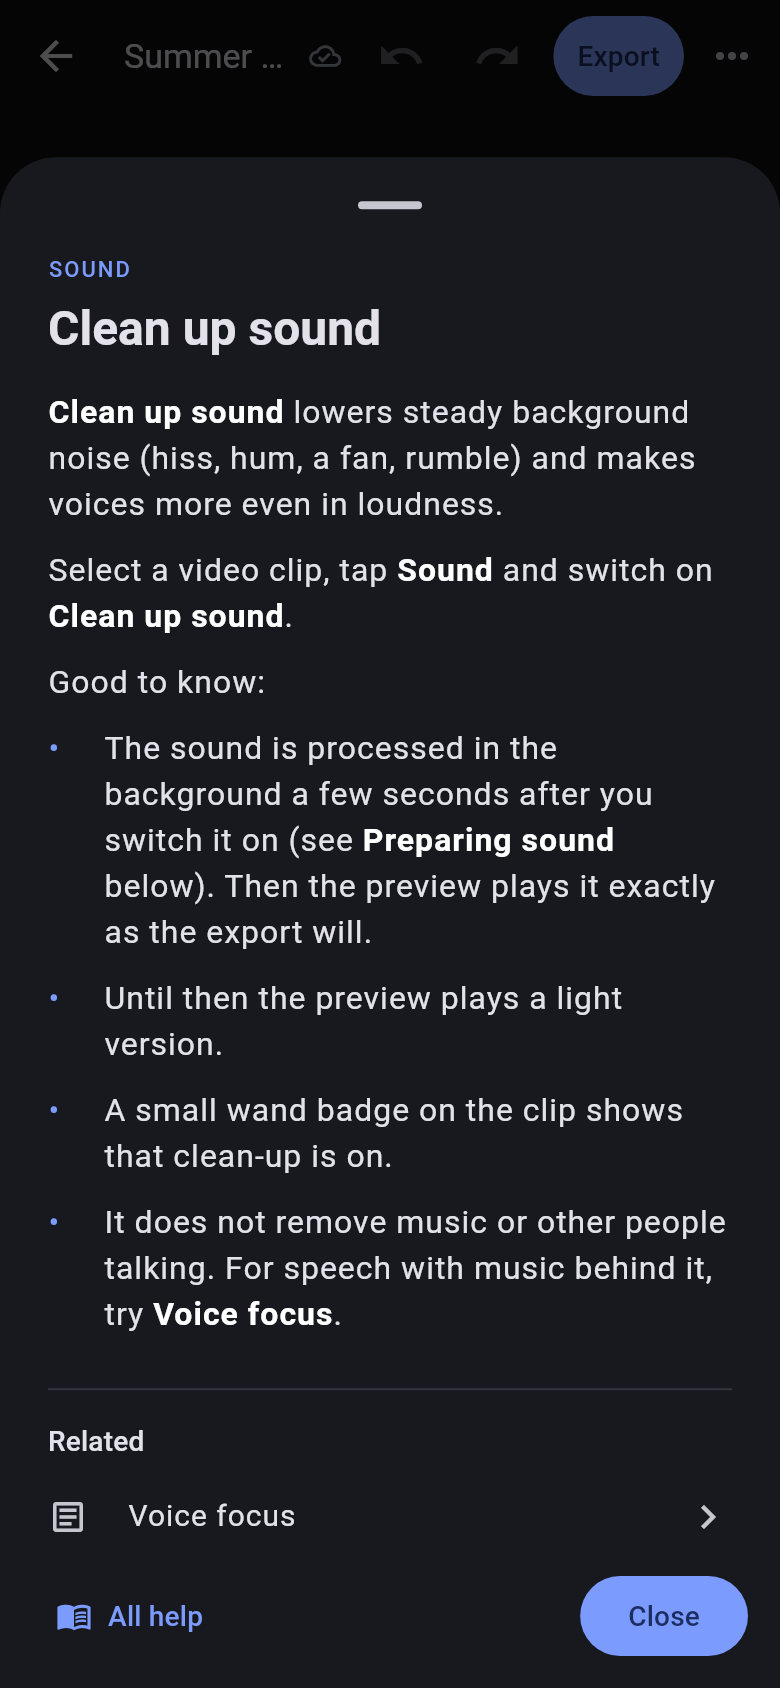 Summer ...
Export
SOUND
Clean up sound
Clean up sound lowers steady background
noise (hiss, hum, a fan, rumble) and makes
voices more even in loudness.
Select a video clip, tap Sound and switch on
Clean up sound.
Good to know:
• The sound is processed in the
background a few seconds after you
switch it on (see Preparing sound
below). Then the preview plays it exactly
as the export will.
• Until then the preview plays a light
version.
• A small wand badge on the clip shows
that clean-up is on.
• It does not remove music or other people
talking. For speech with music behind it,
try Voice focus.
Related
Voice focus
All help
Close